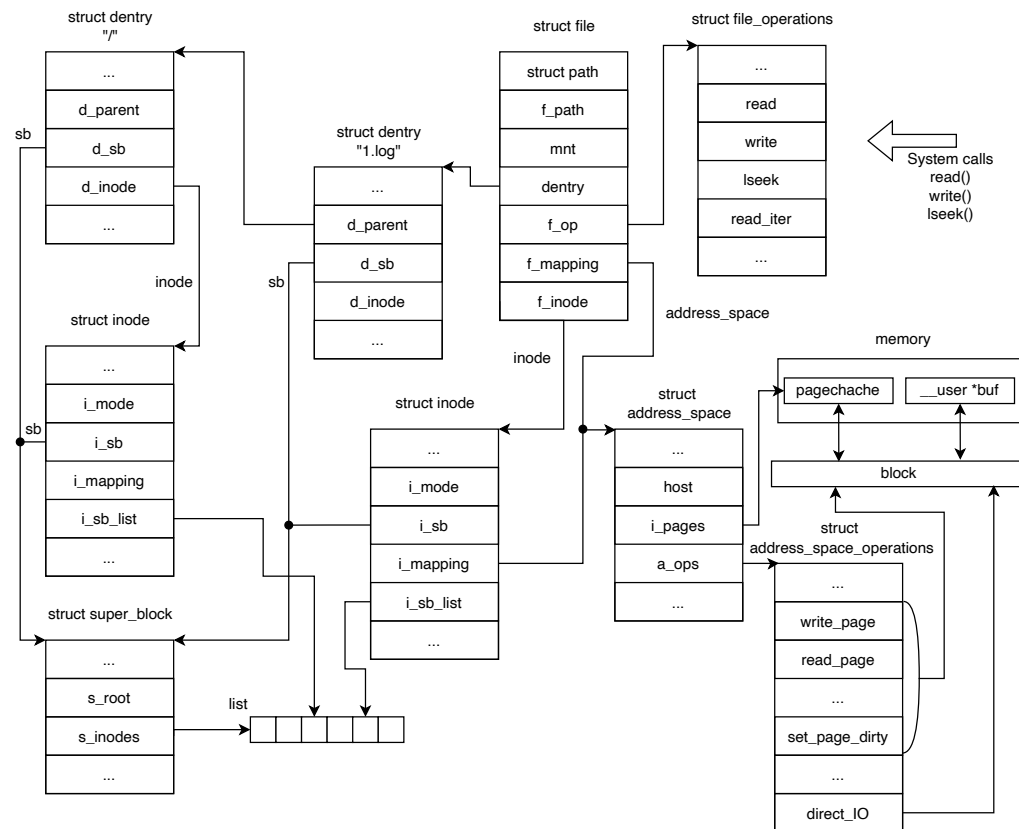 struct dentry
"/"
...
d_parent
d_sb
d_inode
...
sb
inode
struct inode
...
i_mode
i_sb
i_mapping
i_sb_list
...
sb
struct super_block
...
s_root
s_inodes
...
list
struct dentry
"1.log"
...
d_parent
d_sb
d_inode
...
sb
struct file
struct path
f_path
mnt
dentry
f_op
f_mapping
f_inode
inode
address_space
struct inode
...
i_mode
i_sb
i_mapping
i_sb_list
...
struct file_operations
...
read
write
lseek
read_iter
...
System calls
read()
write()
lseek()
struct
address_space
...
host
i_pages
a_ops
...
memory
pagechache
__user *buf
block
struct
address_space_operations
...
write_page
read_page
...
set_page_dirty
...
direct_IO